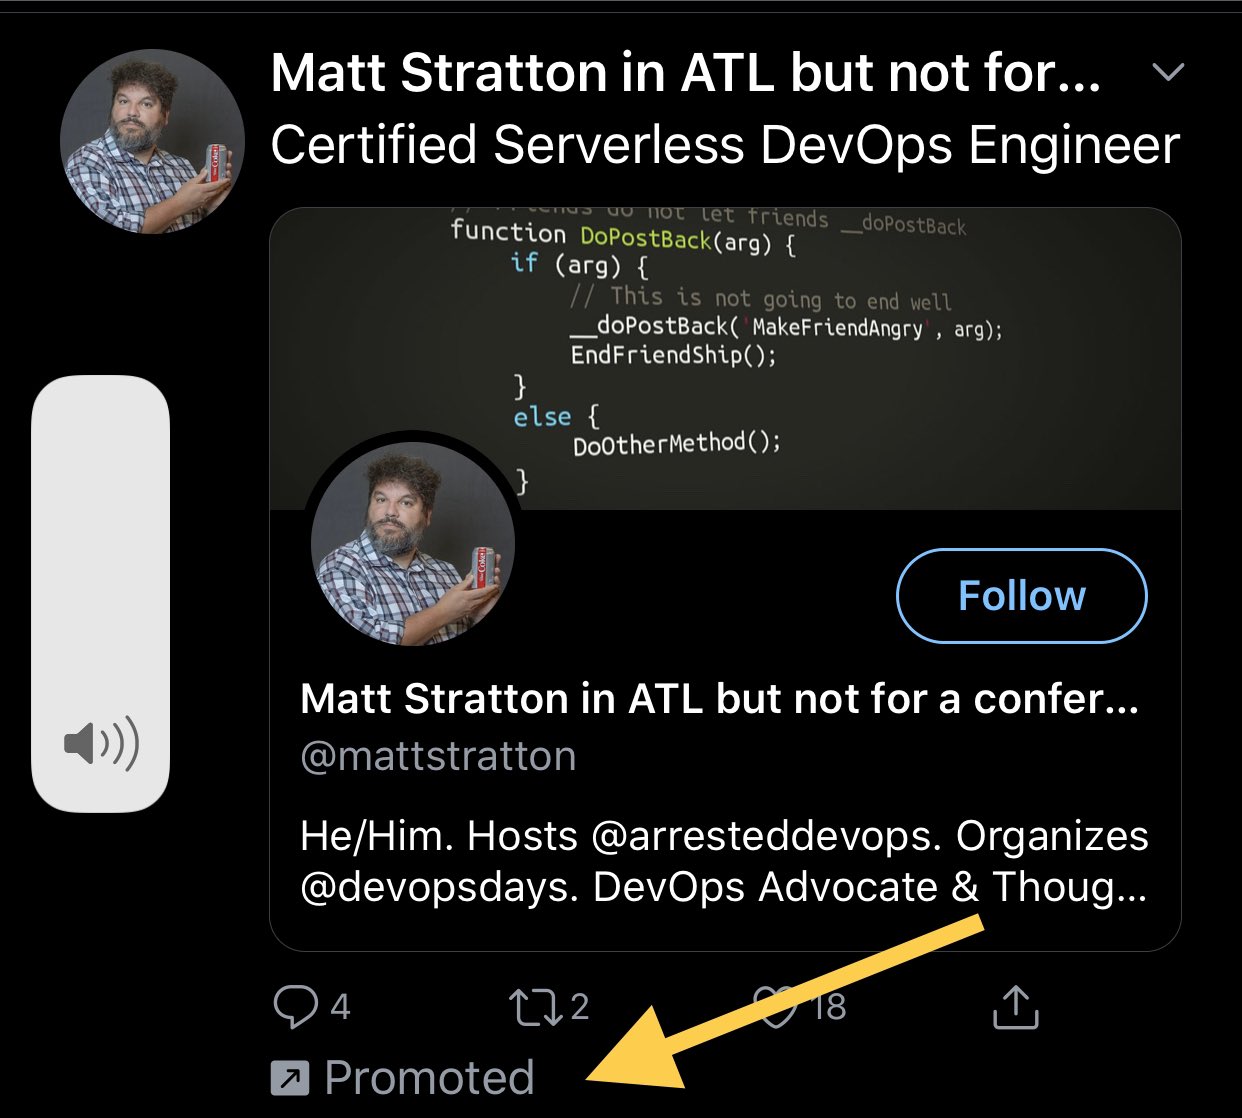 Matt Stratton in ATL but not for...
Certified Serverless DevOps Engineer
// Friends do not let friends __doPostBack
function DoPostBack(arg) {
if (arg) {
// This is not going to end well
__doPostBack('MakeFriendAngry', arg);
EndFriendShip();
}
else {
DoOtherMethod();
}
Coke
Follow
Matt Stratton in ATL but not for a confer...
@mattstratton
He/Him. Hosts @arresteddevops. Organizes
@devopsdays. DevOps Advocate & Thoug...
4 2 18
Promoted